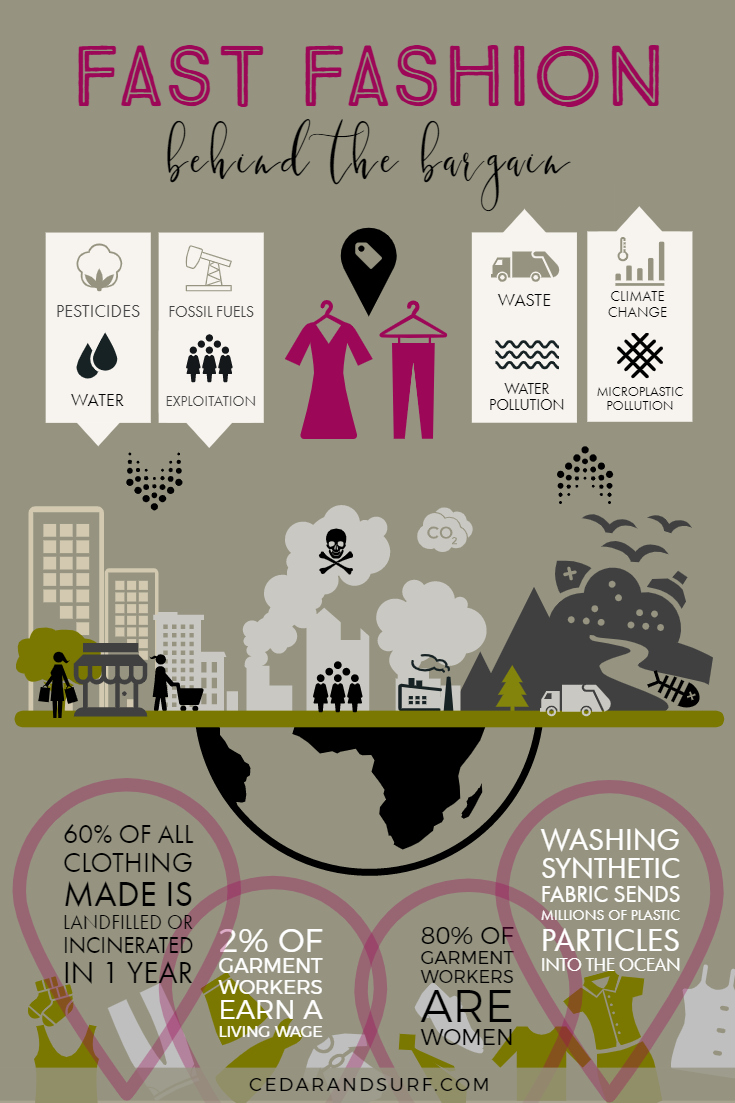 FAST FASHION
behind the bargain
PESTICIDES
WATER
FOSSIL FUELS
EXPLOITATION
WASTE
WATER
POLLUTION
CLIMATE
CHANGE
MICROPLASTIC
POLLUTION
CO2
60% OF ALL
CLOTHING
MADE IS
LANDFILLED OR
INCINERATED
IN 1 YEAR
2% OF
GARMENT
WORKERS
EARN A
LIVING WAGE
80% OF
GARMENT
WORKERS
ARE
WOMEN
WASHING
SYNTHETIC
FABRIC SENDS
MILLIONS OF PLASTIC
PARTICLES
INTO THE OCEAN
CEDARANDSURF.COM